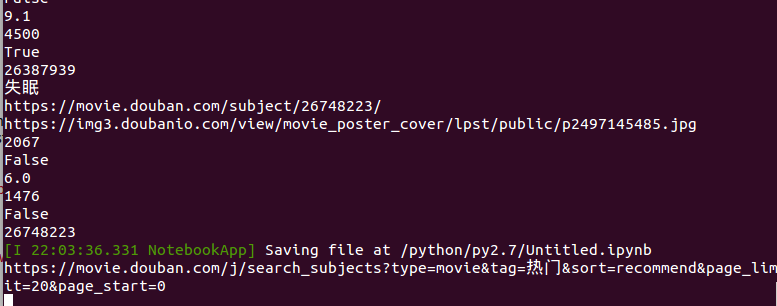 False
9.1
4500
True
26387939
失眠
https://movie.douban.com/subject/26748223/
https://img3.doubanio.com/view/movie_poster_cover/lpst/public/p2497145485.jpg
2067
False
6.0
1476
False
26748223
[I 22:03:36.331 NotebookApp] Saving file at /python/py2.7/Untitled.ipynb
https://movie.douban.com/j/search_subjects?type=movie&tag=热门&sort=recommend&page_lim
it=20&page_start=0